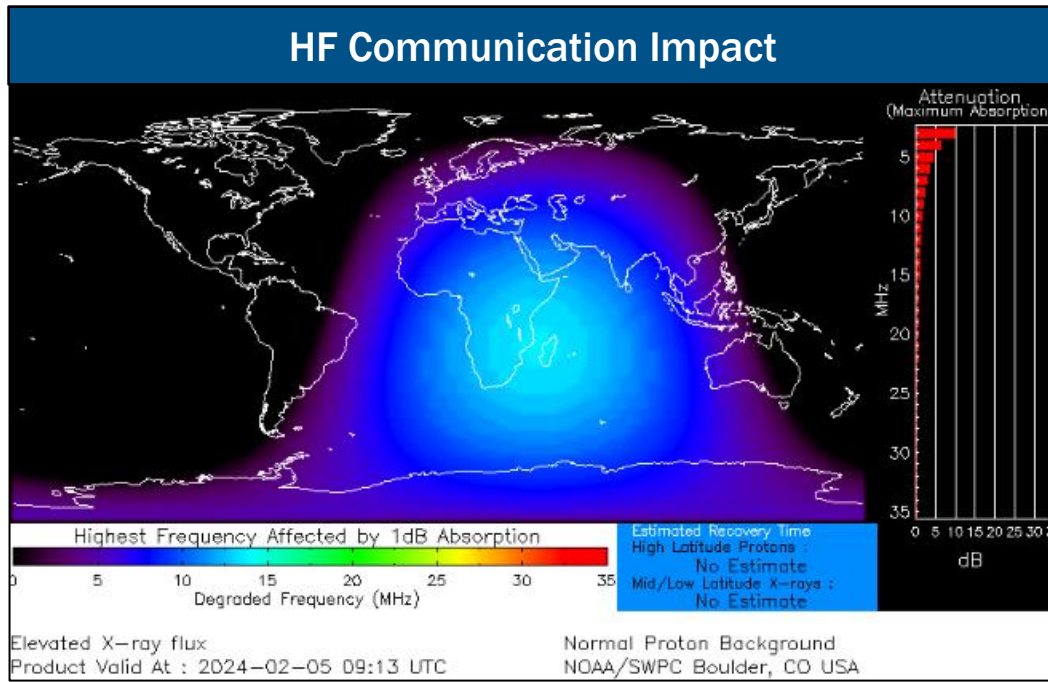 HF Communication Impact
Attenuation
(Maximum Absorption
5
10
15
20
25
30
35
MHz
0 5 10 15 20 25 30
dB
Highest Frequency Affected by 1dB Absorption
0 5 10 15 20 25 30 35
Degraded Frequency (MHz)
Estimated Recovery Time
High Latitude Protons :
No Estimate
Mid/Low Latitude X-rays :
No Estimate
Elevated X-ray flux
Normal Proton Background
Product Valid At : 2024-02-05 09:13 UTC
NOAA/SWPC Boulder, CO USA